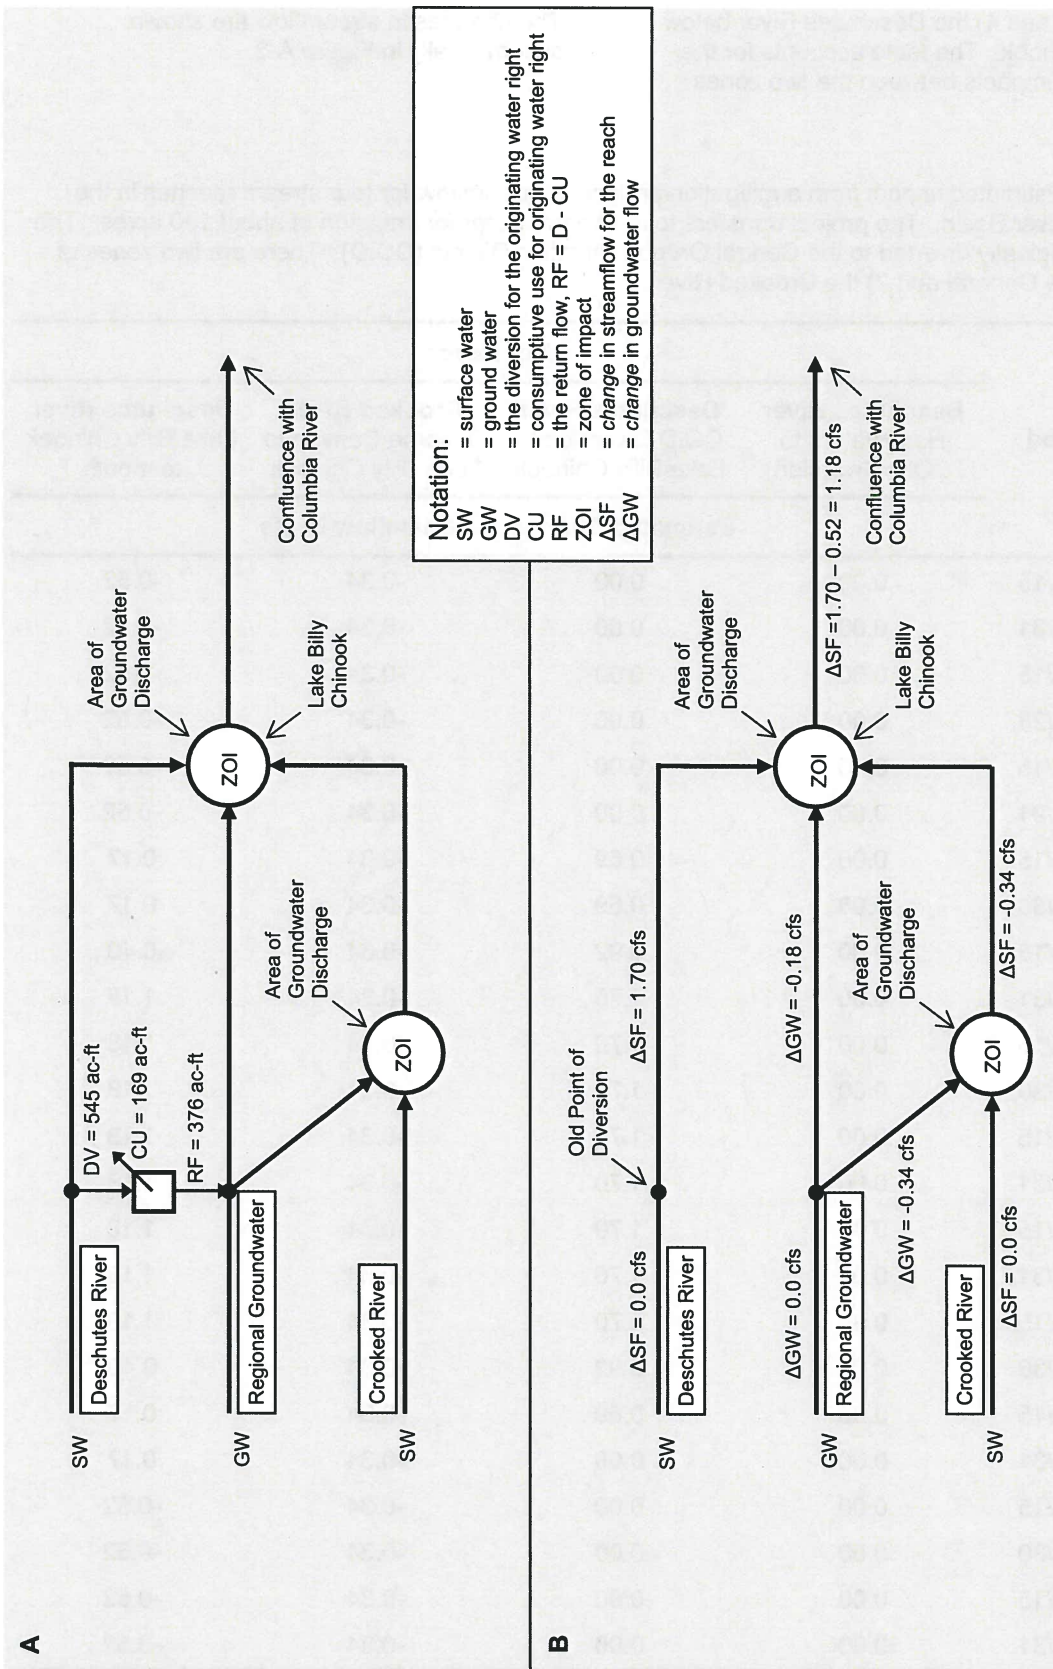 A
SW
Deschutes River
DV = 545 ac-ft
CU = 169 ac-ft
RF = 376 ac-ft
GW
Regional Groundwater
SW
Crooked River
Area of
Groundwater
Discharge
ZOI
Area of
Groundwater
Discharge
ZOI
Lake Billy
Chinook
Confluence with
Columbia River
Notation:
SW = surface water
GW = ground water
DV = the diversion for the originating water right
CU = consumptiuve use for originating water right
RF = the return flow, RF = D - CU
ZOI = zone of impact
ΔSF = change in streamflow for the reach
ΔGW = change in groundwater flow
B
SW
ΔSF = 0.0 cfs
Deschutes River
Old Point of
Diversion
ΔSF = 1.70 cfs
GW
ΔGW = 0.0 cfs
Regional Groundwater
ΔGW = -0.18 cfs
ΔGW = -0.34 cfs
SW
Crooked River
ΔSF = 0.0 cfs
Area of
Groundwater
Discharge
ZOI
ΔSF = -0.34 cfs
Area of
Groundwater
Discharge
ZOI
Lake Billy
Chinook
ΔSF =1.70 – 0.52 = 1.18 cfs
Confluence with
Columbia River